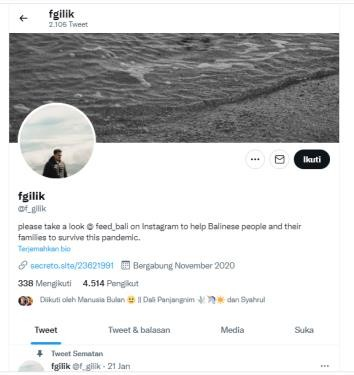 fgilik
2.105 Tweet
Ikuti
fgilik
@f_gilik
please take a look @ feed_bali on Instagram to help Balinese people and their
families to survive this pandemic.
Terjemahkan bio
secreto.site/23621991 Bergabung November 2020
338 Mengikuti 4.514 Pengikut
Diikuti oleh Manusia Bulan 😐 || Dali Panjangnim dan Syahrul
Tweet Tweet & balasan Media Suka
Tweet Sematan
fgilik @f_gilik · 21 Jan